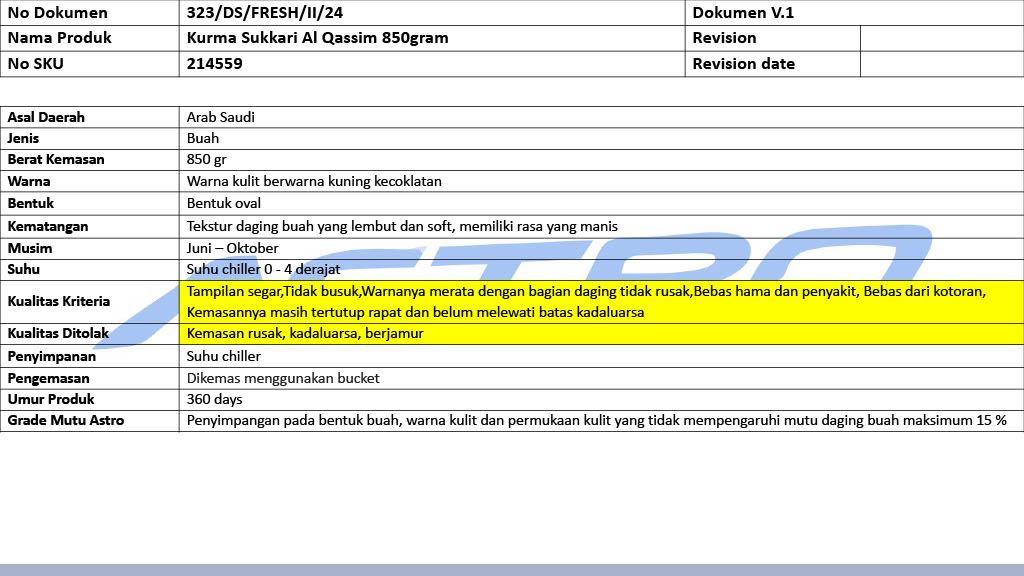 No Dokumen 323/DS/FRESH/II/24 Dokumen V.1
Nama Produk Kurma Sukkari Al Qassim 850gram Revision
No SKU 214559 Revision date
Asal Daerah Arab Saudi
Jenis Buah
Berat Kemasan 850 gr
Warna Warna kulit berwarna kuning kecoklatan
Bentuk Bentuk oval
Kematangan Tekstur daging buah yang lembut dan soft, memiliki rasa yang manis
Musim Juni – Oktober
Suhu Suhu chiller 0 - 4 derajat
Kualitas Kriteria Tampilan segar,Tidak busuk,Warnanya merata dengan bagian daging tidak rusak,Bebas hama dan penyakit, Bebas dari kotoran,
Kemasannya masih tertutup rapat dan belum melewati batas kadaluarsa
Kualitas Ditolak Kemasan rusak, kadaluarsa, berjamur
Penyimpanan Suhu chiller
Pengemasan Dikemas menggunakan bucket
Umur Produk 360 days
Grade Mutu Astro Penyimpangan pada bentuk buah, warna kulit dan permukaan kulit yang tidak mempengaruhi mutu daging buah maksimum 15 %
ASTRO